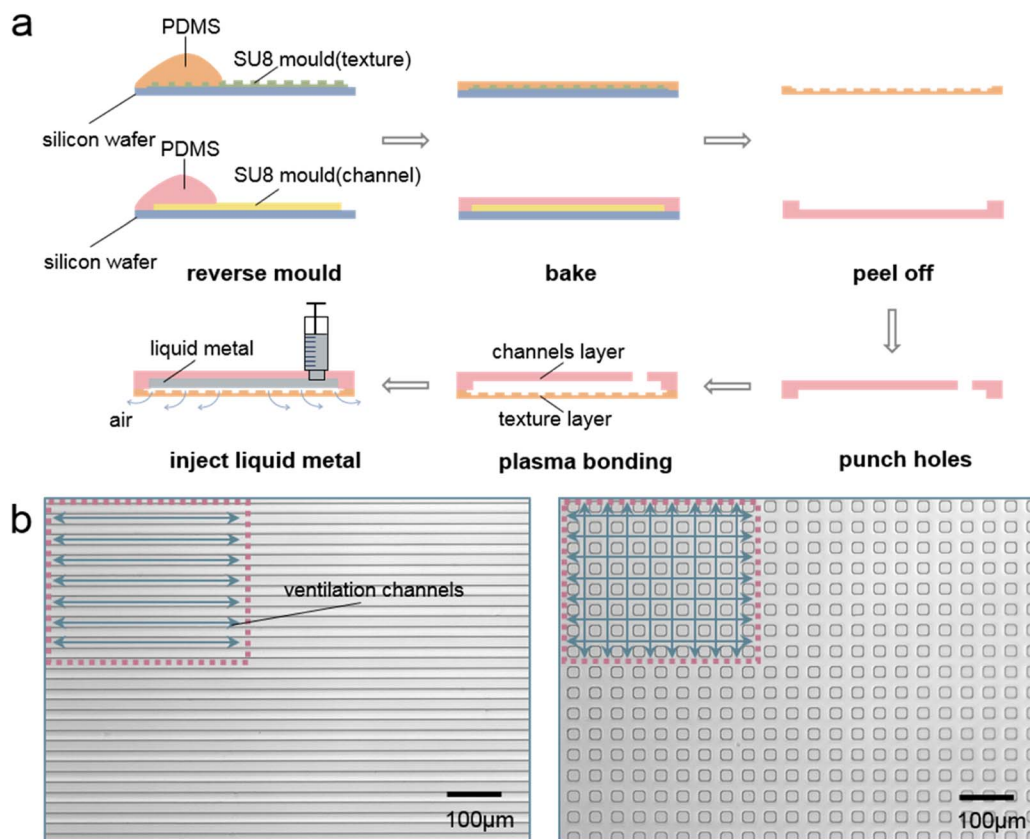 a
PDMS
SU8 mould(texture)
silicon wafer
PDMS
SU8 mould(channel)
silicon wafer
reverse mould
bake
peel off
liquid metal
air
channels layer
texture layer
inject liquid metal
plasma bonding
punch holes
b
ventilation channels
100μm
100μm